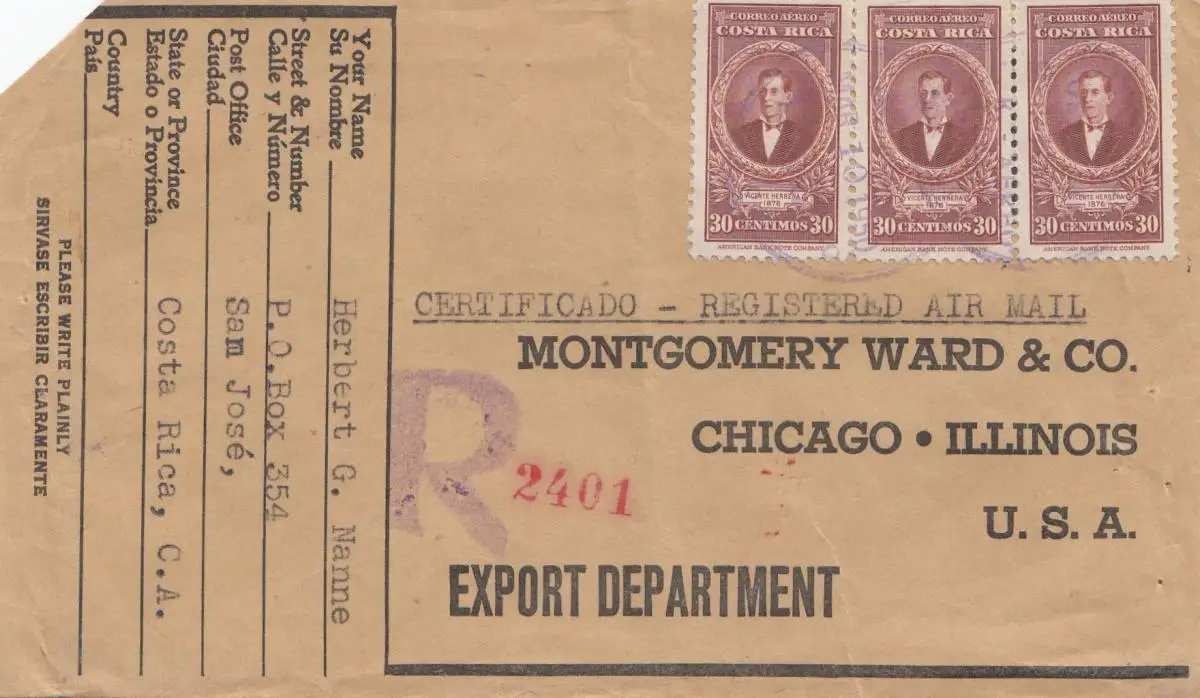 CORREO AEREO
COSTA RICA
VICENTE HERRERA
1876
30 CENTIMOS 30
AMERICAN BANK NOTE COMPANY
CORREO AEREO
COSTA RICA
VICENTE HERRERA
1876
30 CENTIMOS 30
AMERICAN BANK NOTE COMPANY
CORREO AEREO
COSTA RICA
VICENTE HERRERA
1876
30 CENTIMOS 30
AMERICAN BANK NOTE COMPANY
CERTIFICADO - REGISTERED AIR MAIL
MONTGOMERY WARD & CO.
CHICAGO • ILLINOIS
U. S. A.
R
2401
EXPORT DEPARTMENT
Your Name
Su Nombre Herbert G. Nanne
Street & Number
Calle y Número P.O.Box 354
Post Office
Ciudad San José,
State or Province
Estado o Provincia Costa Rica, C.A.
Country
País
PLEASE WRITE PLAINLY
SIRVASE ESCRIBIR CLARAMENTE